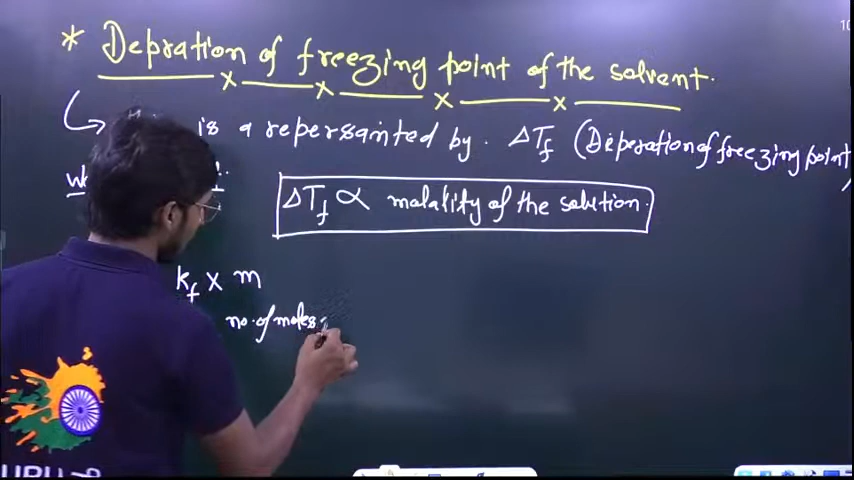 * Depration of freezing point of the solvent.
is a repersainted by. ΔTf (Diperation of freezing point)
ΔTf ∝ molality of the solution.
kf × m
no. of moles